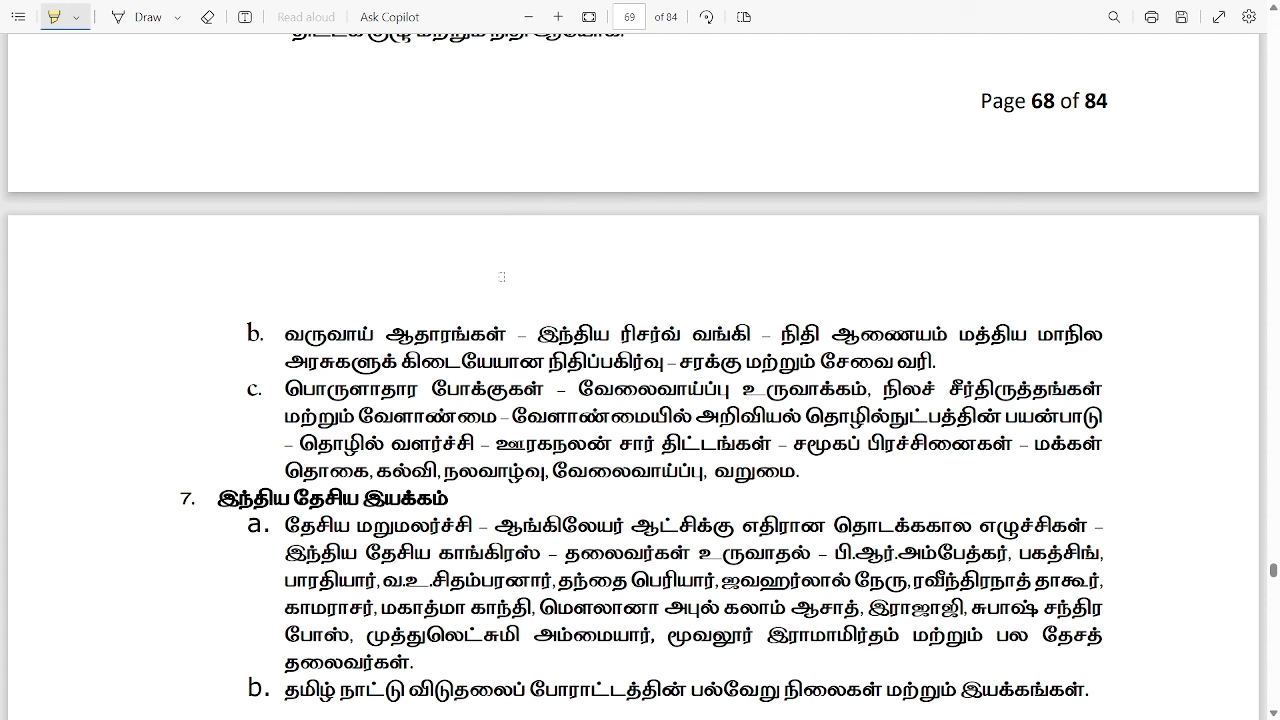 Draw
Read aloud
Ask Copilot
69 of 84
திட்டக் குழு மற்றும் நிதி ஆயோக்.
Page 68 of 84
b. வருவாய் ஆதாரங்கள் – இந்திய ரிசர்வ் வங்கி – நிதி ஆணையம் மத்திய மாநில
அரசுகளுக் கிடையேயான நிதிப்பகிர்வு – சரக்கு மற்றும் சேவை வரி.
c. பொருளாதார போக்குகள் – வேலைவாய்ப்பு உருவாக்கம், நிலச் சீர்திருத்தங்கள்
மற்றும் வேளாண்மை – வேளாண்மையில் அறிவியல் தொழில்நுட்பத்தின் பயன்பாடு
– தொழில் வளர்ச்சி – ஊரகநலன் சார் திட்டங்கள் – சமூகப் பிரச்சினைகள் – மக்கள்
தொகை, கல்வி, நலவாழ்வு, வேலைவாய்ப்பு, வறுமை.
7. இந்திய தேசிய இயக்கம்
a. தேசிய மறுமலர்ச்சி – ஆங்கிலேயர் ஆட்சிக்கு எதிரான தொடக்ககால எழுச்சிகள் –
இந்திய தேசிய காங்கிரஸ் – தலைவர்கள் உருவாதல் – பி.ஆர்.அம்பேத்கர், பகத்சிங்,
பாரதியார், வ.உ.சிதம்பரனார், தந்தை பெரியார், ஜவஹர்லால் நேரு, ரவீந்திரநாத் தாகூர்,
காமராசர், மகாத்மா காந்தி, மௌலானா அபுல் கலாம் ஆசாத், இராஜாஜி, சுபாஷ் சந்திர
போஸ், முத்துலெட்சுமி அம்மையார், மூவலூர் இராமாமிர்தம் மற்றும் பல தேசத்
தலைவர்கள்.
b. தமிழ் நாட்டு விடுதலைப் போராட்டத்தின் பல்வேறு நிலைகள் மற்றும் இயக்கங்கள்.